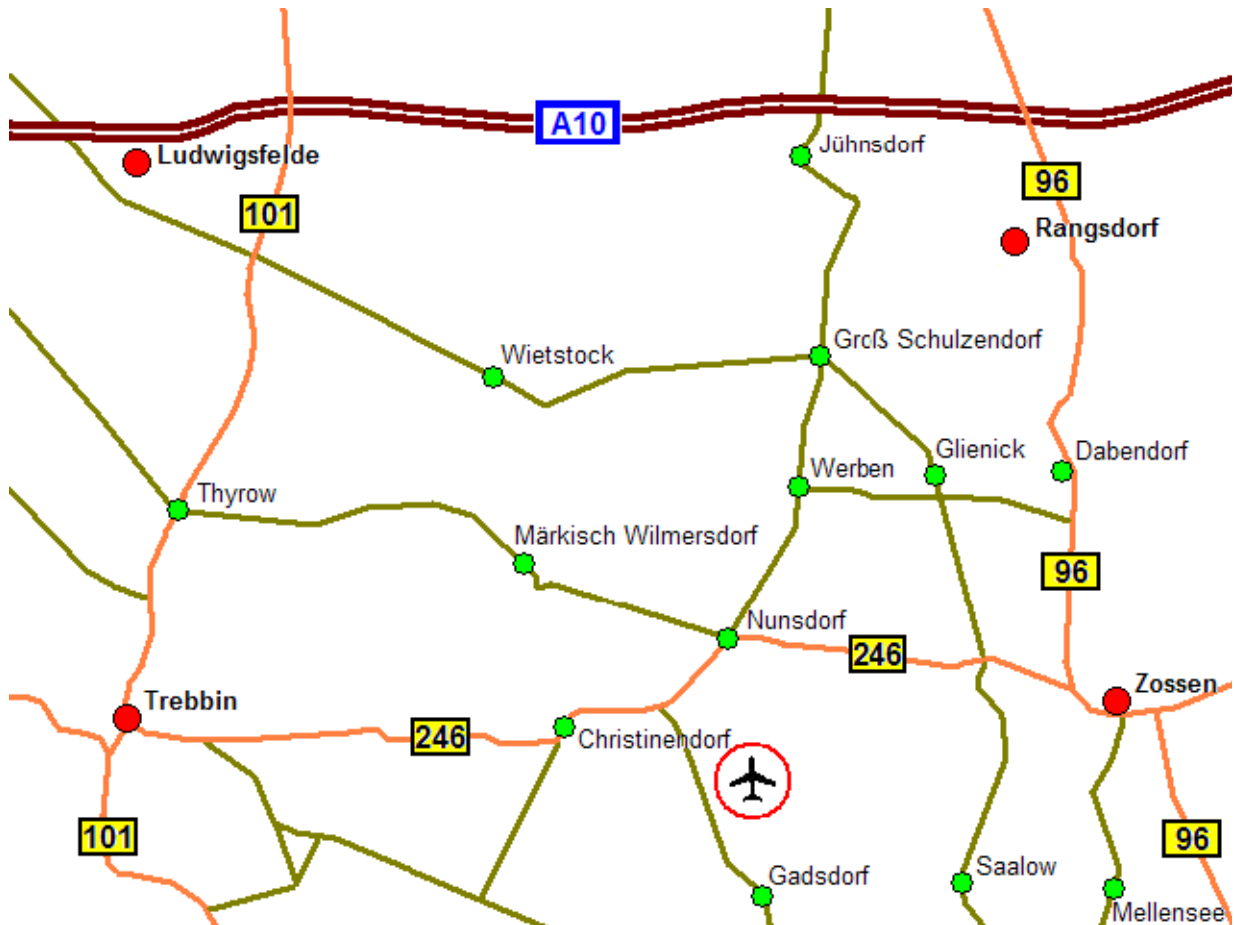 A10
Jühnsdorf
Ludwigsfelde
96
101
Rangsdorf
Groß Schulzendorf
Wietstock
Glienick
Dabendorf
Werben
Thyrow
Märkisch Wilmersdorf
96
Nunsdorf
246
Zossen
Trebbin
246
Christinendorf
101
96
Saalow
Gadsdorf
Mellensee